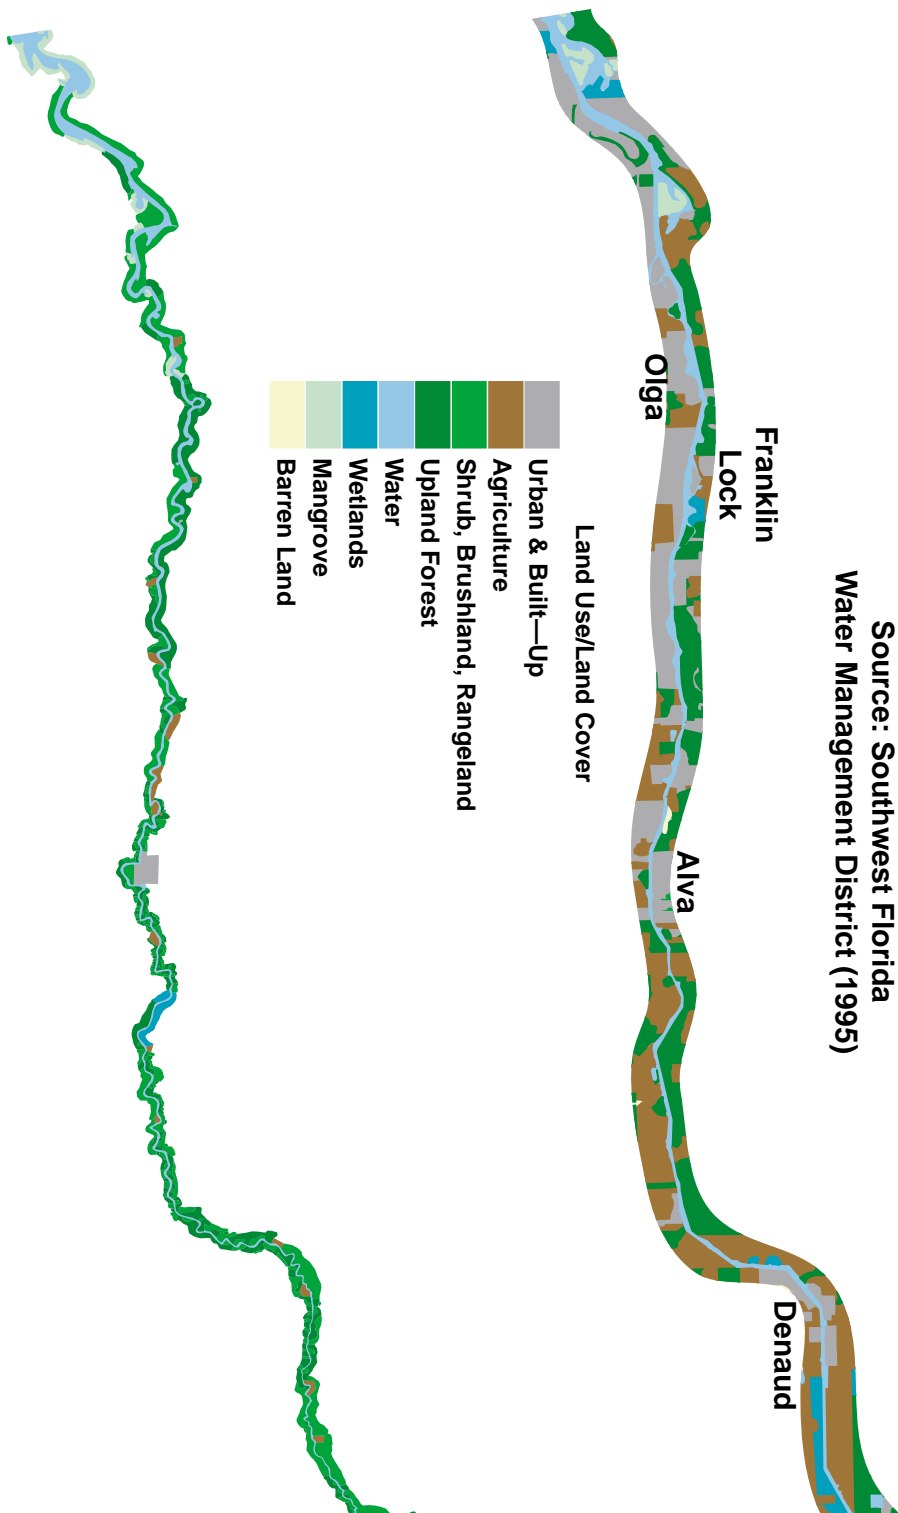 Source: Southwest Florida
Water Management District (1995)
Franklin
Lock
Olga
Alva
Denaud
Land Use/Land Cover
Urban & Built—Up
Agriculture
Shrub, Brushland, Rangeland
Upland Forest
Water
Wetlands
Mangrove
Barren Land